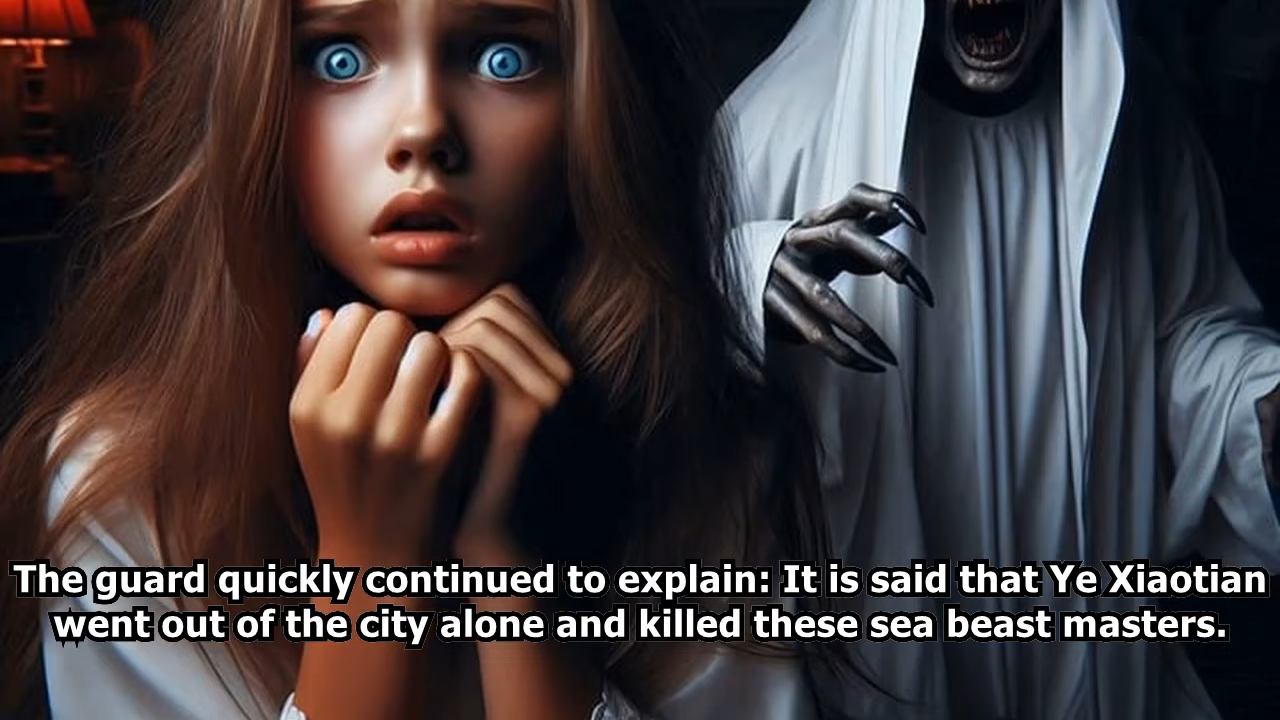 The guard quickly continued to explain: It is said that Ye Xiaotian
went out of the city alone and killed these sea beast masters.